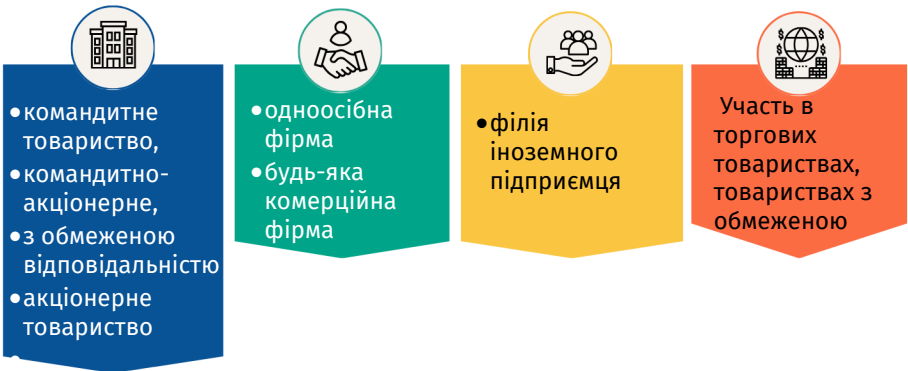 •командитне
товариство,
•командитно-
акціонерне,
•з обмеженою
відповідальністю
•акціонерне
товариство
•
•одноосібна
фірма
•будь-яка
комерційна
фірма
•філія
іноземного
підприємця
Участь в
торгових
товариствах,
товариствах з
обмеженою